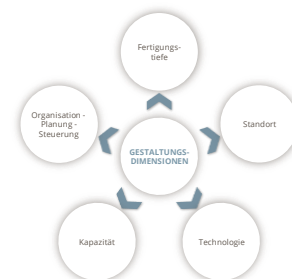 Fertigungs-
tiefe
Organisation -
Planung -
Steuerung
Standort
GESTALTUNGS-
DIMENSIONEN
Kapazität
Technologie